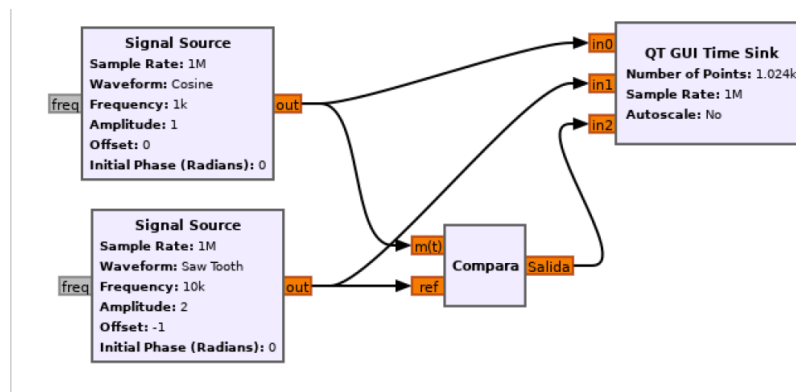 Signal Source
Sample Rate: 1M
Waveform: Cosine
Frequency: 1k
Amplitude: 1
Offset: 0
Initial Phase (Radians): 0
freq
out
Signal Source
Sample Rate: 1M
Waveform: Saw Tooth
Frequency: 10k
Amplitude: 2
Offset: -1
Initial Phase (Radians): 0
freq
out
m(t)
ref
Compara
Salida
in0
in1
in2
QT GUI Time Sink
Number of Points: 1.024k
Sample Rate: 1M
Autoscale: No